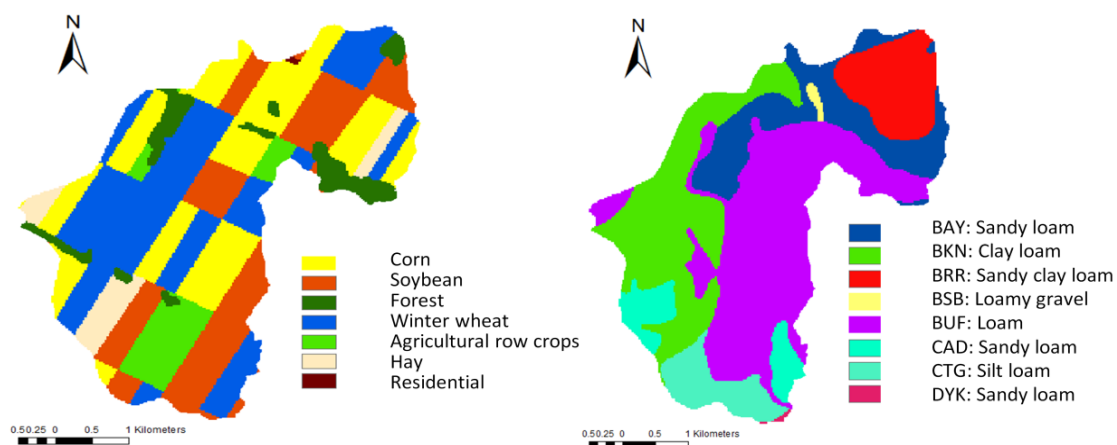 N
Corn
Soybean
Forest
Winter wheat
Agricultural row crops
Hay
Residential
0.50.25 0 0.5 1 Kilometers
N
BAY: Sandy loam
BKN: Clay loam
BRR: Sandy clay loam
BSB: Loamy gravel
BUF: Loam
CAD: Sandy loam
CTG: Silt loam
DYK: Sandy loam
0.50.25 0 0.5 1 Kilometers